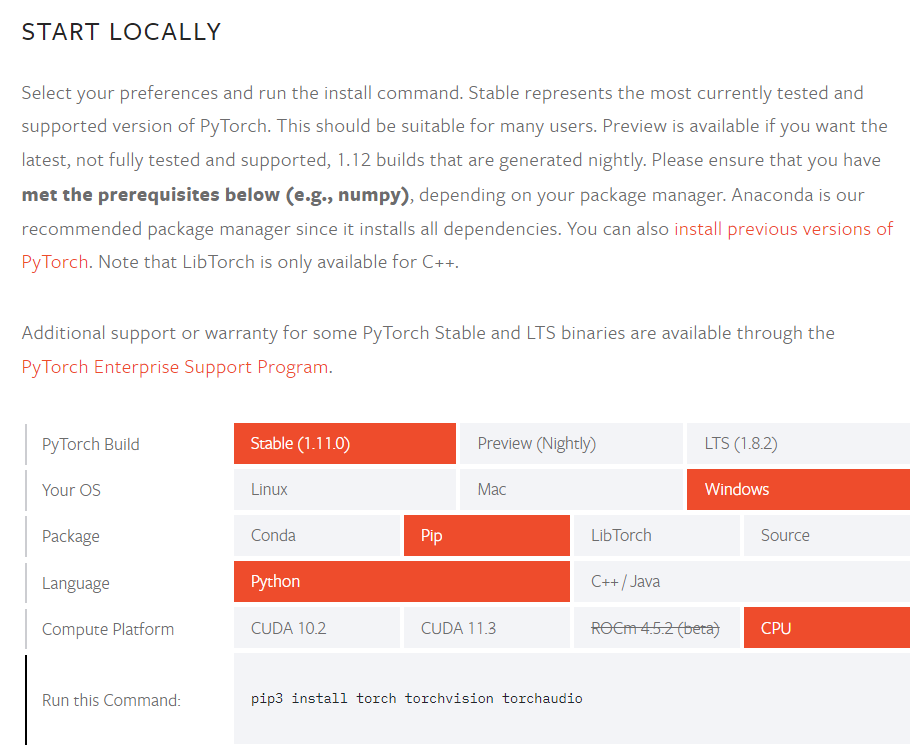 START LOCALLY
Select your preferences and run the install command. Stable represents the most currently tested and
supported version of PyTorch. This should be suitable for many users. Preview is available if you want the
latest, not fully tested and supported, 1.12 builds that are generated nightly. Please ensure that you have
met the prerequisites below (e.g., numpy), depending on your package manager. Anaconda is our
recommended package manager since it installs all dependencies. You can also install previous versions of
PyTorch. Note that LibTorch is only available for C++.
Additional support or warranty for some PyTorch Stable and LTS binaries are available through the
PyTorch Enterprise Support Program.
PyTorch Build Stable (1.11.0) Preview (Nightly) LTS (1.8.2)
Your OS Linux Mac Windows
Package Conda Pip LibTorch Source
Language Python C++ / Java
Compute Platform CUDA 10.2 CUDA 11.3 ROCm 4.5.2 (beta) CPU
Run this Command: pip3 install torch torchvision torchaudio